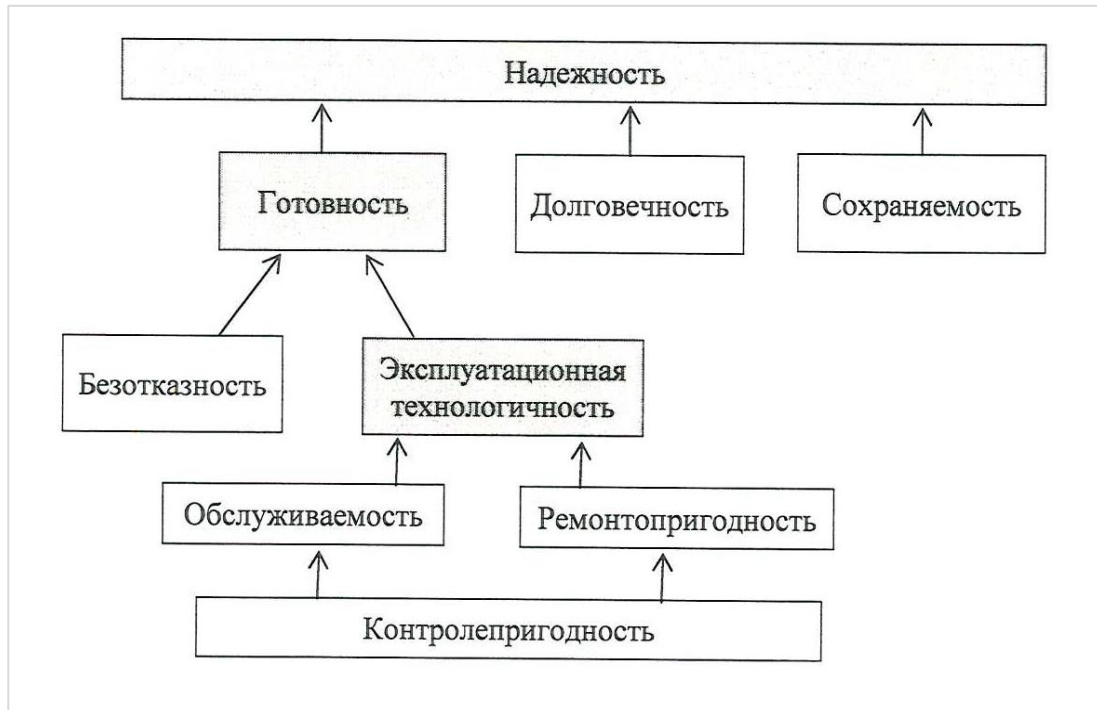 Надежность
Готовность
Долговечность
Сохраняемость
Безотказность
Эксплуатационная
технологичность
Обслуживаемость
Ремонтопригодность
Контролепригодность